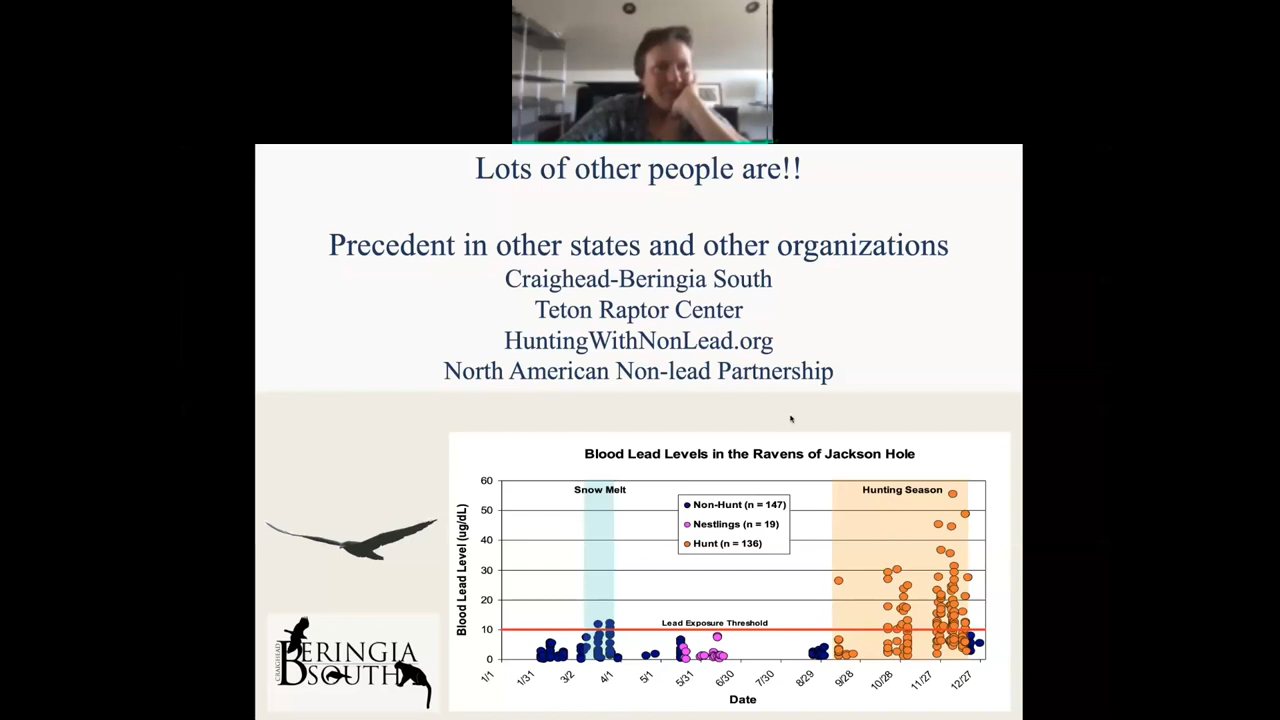 Lots of other people are!!
Precedent in other states and other organizations
Craighead-Beringia South
Teton Raptor Center
HuntingWithNonLead.org
North American Non-lead Partnership
Blood Lead Levels in the Ravens of Jackson Hole
Blood Lead Level (ug/dL)
60
50
40
30
20
10
0
Snow Melt
Hunting Season
Non-Hunt (n = 147)
Nestlings (n = 19)
Hunt (n = 136)
Lead Exposure Threshold
1/1
1/31
3/2
4/1
5/1
5/31
6/30
7/30
8/29
9/28
10/28
11/27
12/27
Date
CRAIGHEAD
BERINGIA
SOUTH